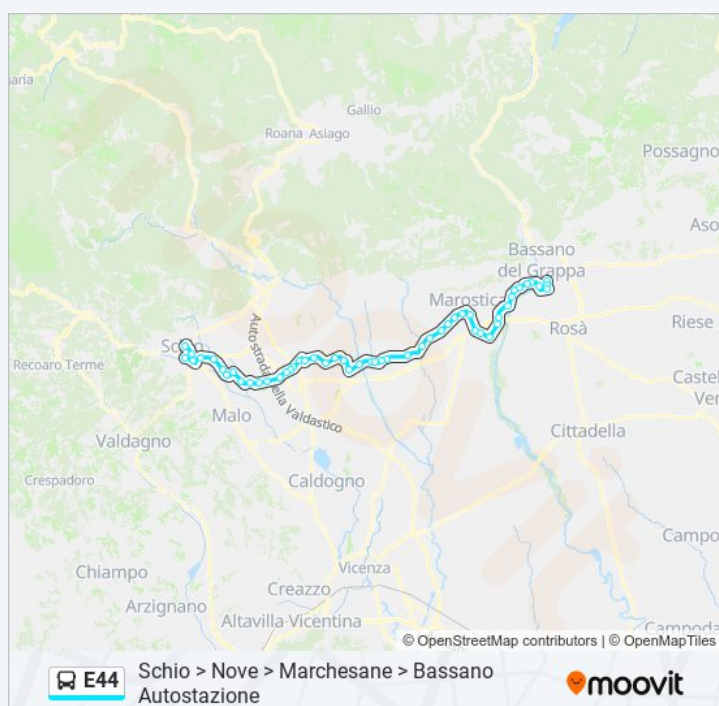 Gallio
Roana Asiago
Possagno
Aso
Bassano
del Grappa
Marostica
Rosà
Riese
Schio
Recoaro Terme
Autostrada della Valdastico
Malo
Castel
Ve
Valdagno
Cittadella
Crespadoro
Caldogno
Campo
Chiampo
Vicenza
Creazzo
Arzignano
Altavilla Vicentina
Campoda
© OpenStreetMap contributors | © OpenMapTiles
E44
Schio > Nove > Marchesane > Bassano
Autostazione
moovit